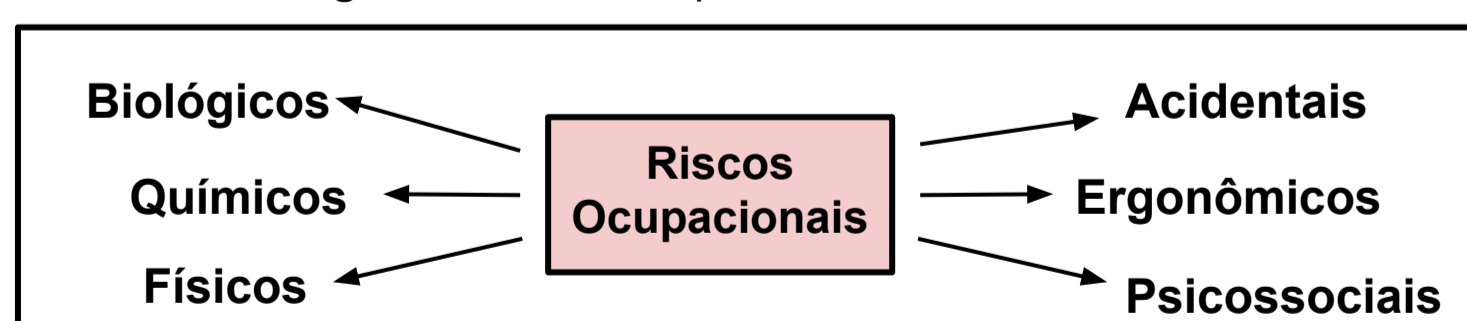 Biológicos
Químicos
Físicos
Riscos
Ocupacionais
Acidentais
Ergonômicos
Psicossociais